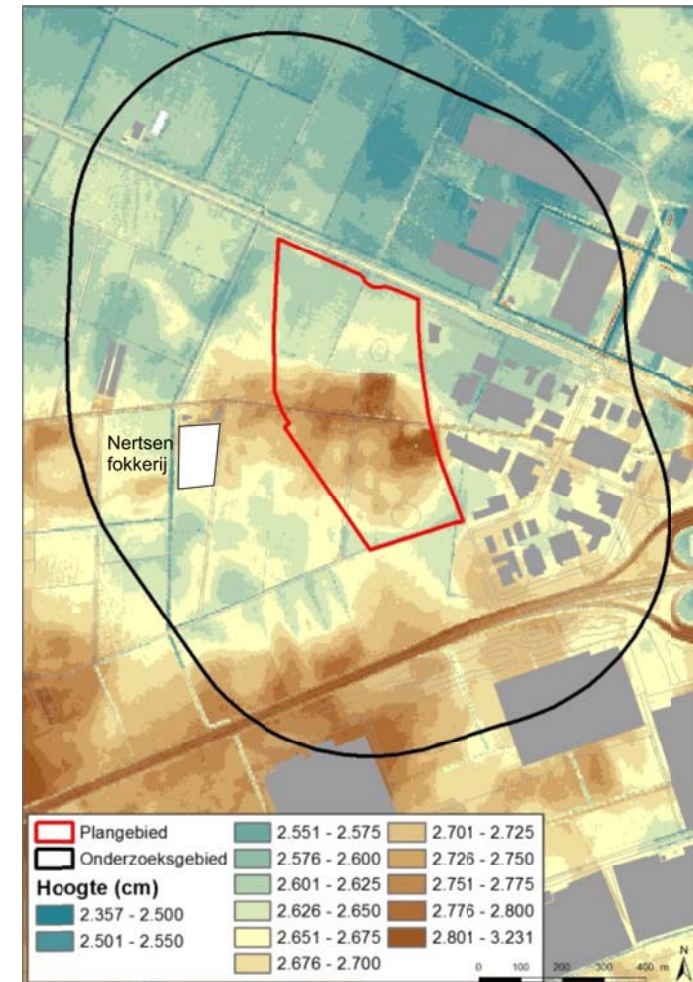 Nertsen
fokkerij
Plangebied
Onderzoeksgebied
Hoogte (cm)
2.357 - 2.500
2.501 - 2.550
2.551 - 2.575
2.576 - 2.600
2.601 - 2.625
2.626 - 2.650
2.651 - 2.675
2.676 - 2.700
2.701 - 2.725
2.726 - 2.750
2.751 - 2.775
2.776 - 2.800
2.801 - 3.231
0 100 200 300 400 m
N